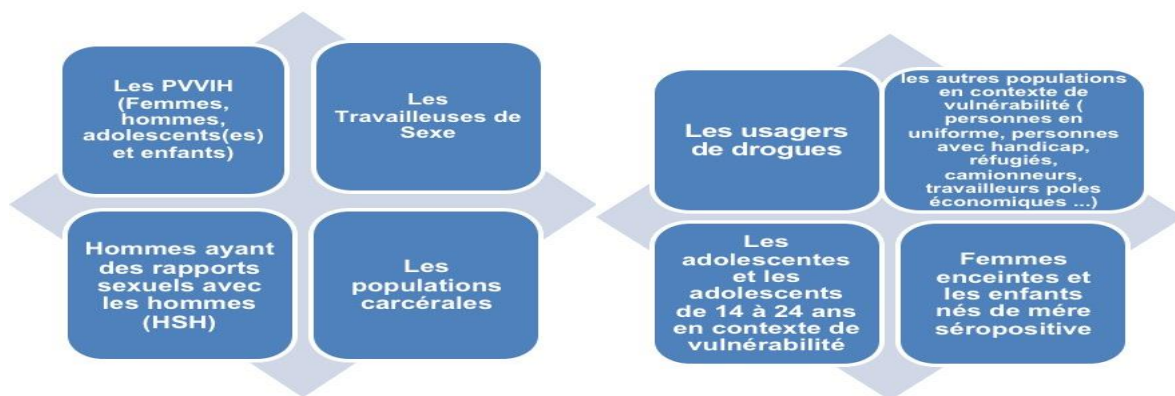 Les PVVIH
(Femmes,
hommes,
adolescents(es)
et enfants)
Les
Travailleuses de
Sexe
Hommes ayant
des rapports
sexuels avec
les hommes
(HSH)
Les
populations
carcérales
Les usagers
de drogues
les autres populations
en contexte de
vulnérabilité (
personnes en
uniforme, personnes
avec handicap,
réfugiés,
camionneurs,
travailleurs poles
économiques ...)
Les
adolescentes
et les
adolescents
de 14 à 24 ans
en contexte de
vulnérabilité
Femmes
enceintes et
les enfants
nés de mére
séropositive